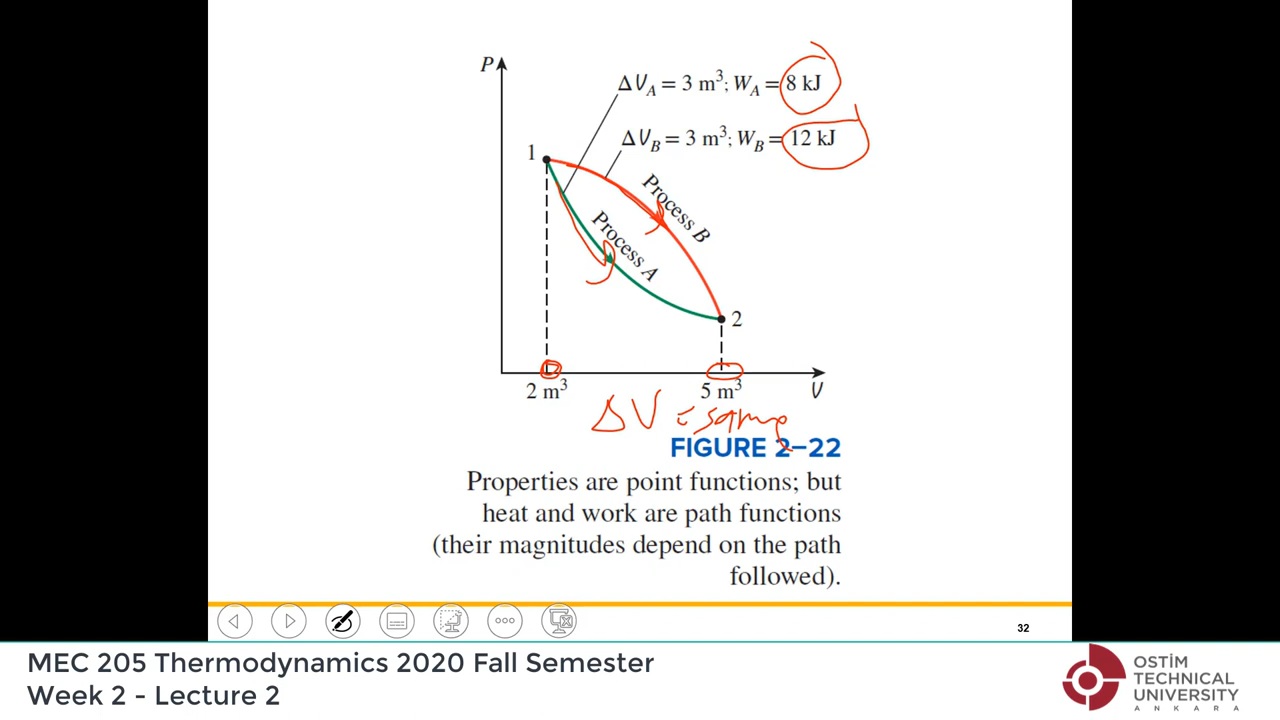 P
ΔV_A = 3 m³; W_A = 8 kJ
ΔV_B = 3 m³; W_B = 12 kJ
1
Process B
Process A
2
2 m³
5 m³
V
ΔV = same
FIGURE 2–22
Properties are point functions; but
heat and work are path functions
(their magnitudes depend on the path
followed).
32
MEC 205 Thermodynamics 2020 Fall Semester
Week 2 - Lecture 2
OSTİM
TECHNICAL
UNIVERSITY
ANKARA